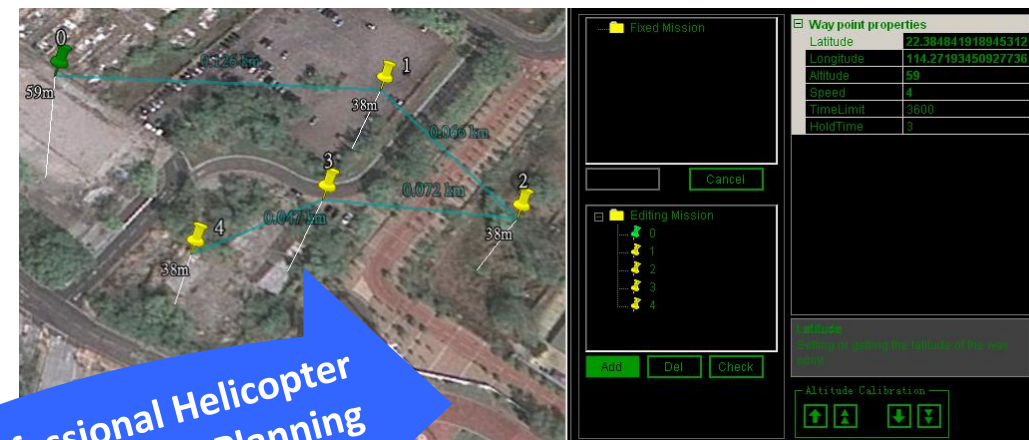 0
59m
0.126 km
1
38m
0.066 km
3
0.072 km
2
38m
0.047 km
4
38m
ssional Helicopter
Planning
Fixed Mission
Cancel
Editing Mission
0
1
2
3
4
Add Del Check
Way point properties
Latitude 22.384841918945312
Longitude 114.27193450927736
Altitude 59
Speed 4
TimeLimit 3600
HoldTime 3
Latitude
Setting or getting the latitude of the way
point
Altitude Calibration